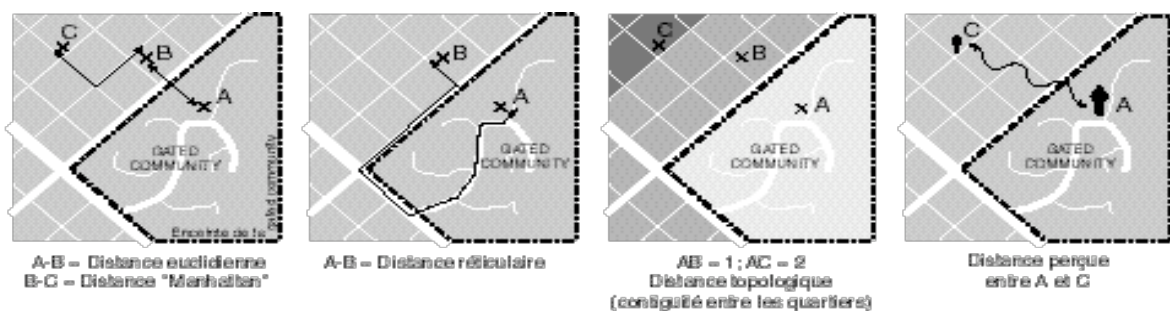 C
B
A
GATED
COMMUNITY
Enceinte de la
gated community
A-B = Distance euclidienne
B-C = Distance "Manhattan"
B
A
GATED
COMMUNITY
A-B = Distance réticulaire
C
B
A
GATED
COMMUNITY
AB = 1 ; AC = 2
Distance topologique
(contiguïté entre les quartiers)
C
A
GATED
COMMUNITY
Distance perçue
entre A et C